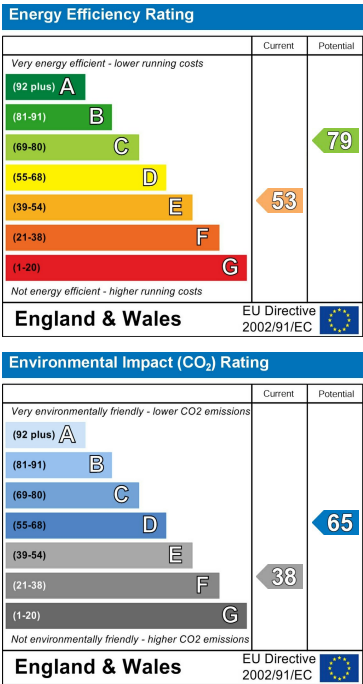 Energy Efficiency Rating
Current Potential
Very energy efficient - lower running costs
(92 plus) A
(81-91) B
(69-80) C
79
(55-68) D
(39-54) E
53
(21-38) F
(1-20) G
Not energy efficient - higher running costs
England & Wales
EU Directive
2002/91/EC
Environmental Impact (CO₂) Rating
Current Potential
Very environmentally friendly - lower CO2 emissions
(92 plus) A
(81-91) B
(69-80) C
(55-68) D
65
(39-54) E
(21-38) F
38
(1-20) G
Not environmentally friendly - higher CO2 emissions
England & Wales
EU Directive
2002/91/EC